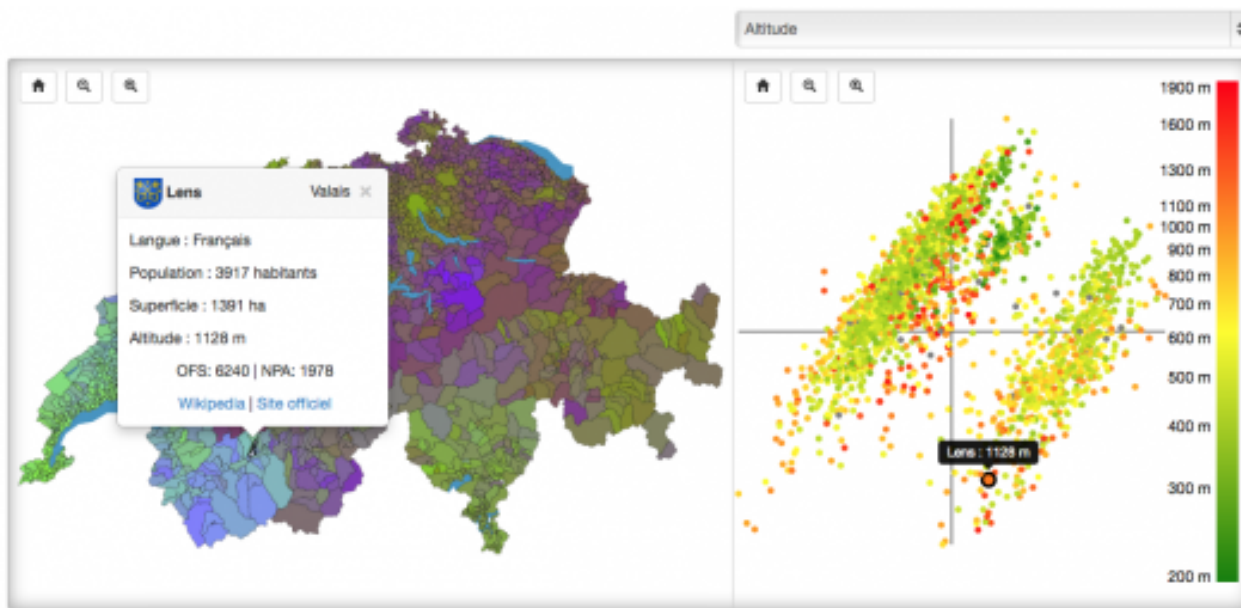 Altitude
Lens Valais ×
Langue : Français
Population : 3917 habitants
Superficie : 1391 ha
Altitude : 1128 m
OFS: 6240 | NPA: 1978
Wikipedia | Site officiel
Lens : 1128 m
1900 m
1600 m
1300 m
1100 m
1000 m
900 m
800 m
700 m
600 m
500 m
400 m
300 m
200 m